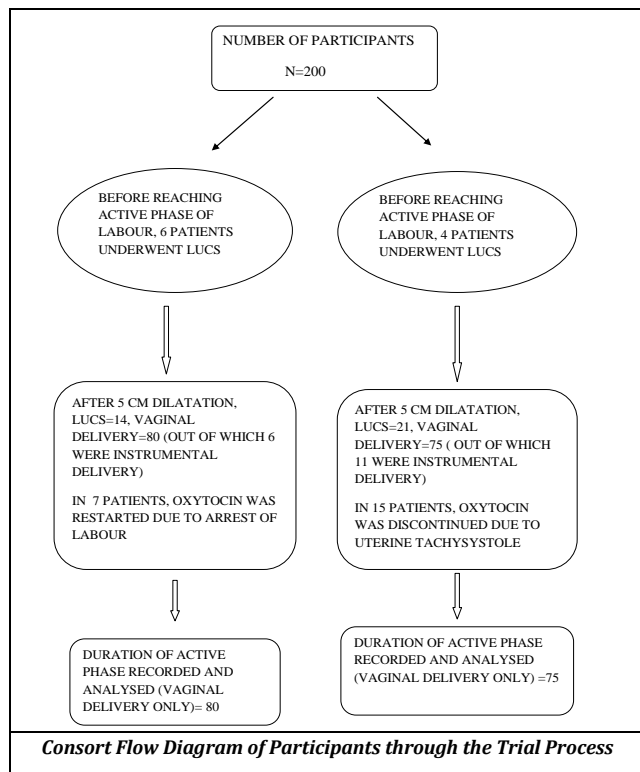 NUMBER OF PARTICIPANTS
N=200
BEFORE REACHING
ACTIVE PHASE OF
LABOUR, 6 PATIENTS
UNDERWENT LUCS
BEFORE REACHING
ACTIVE PHASE OF
LABOUR, 4 PATIENTS
UNDERWENT LUCS
AFTER 5 CM DILATATION,
LUCS=14, VAGINAL
DELIVERY=80 (OUT OF WHICH 6
WERE INSTRUMENTAL
DELIVERY)
IN 7 PATIENTS, OXYTOCIN WAS
RESTARTED DUE TO ARREST OF
LABOUR
AFTER 5 CM DILATATION,
LUCS=21, VAGINAL
DELIVERY=75 ( OUT OF WHICH
11 WERE INSTRUMENTAL
DELIVERY)
IN 15 PATIENTS, OXYTOCIN
WAS DISCONTINUED DUE TO
UTERINE TACHYSYSTOLE
DURATION OF ACTIVE
PHASE RECORDED AND
ANALYSED (VAGINAL
DELIVERY ONLY)= 80
DURATION OF ACTIVE PHASE
RECORDED AND ANALYSED
(VAGINAL DELIVERY ONLY) =75
Consort Flow Diagram of Participants through the Trial Process